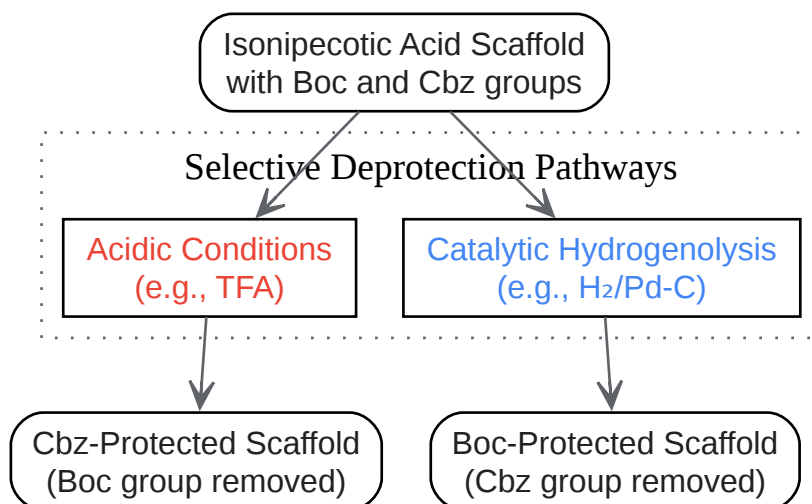 Isonipecotic Acid Scaffold
with Boc and Cbz groups
Selective Deprotection Pathways
Acidic Conditions
(e.g., TFA)
Catalytic Hydrogenolysis
(e.g., H₂/Pd-C)
Cbz-Protected Scaffold
(Boc group removed)
Boc-Protected Scaffold
(Cbz group removed)